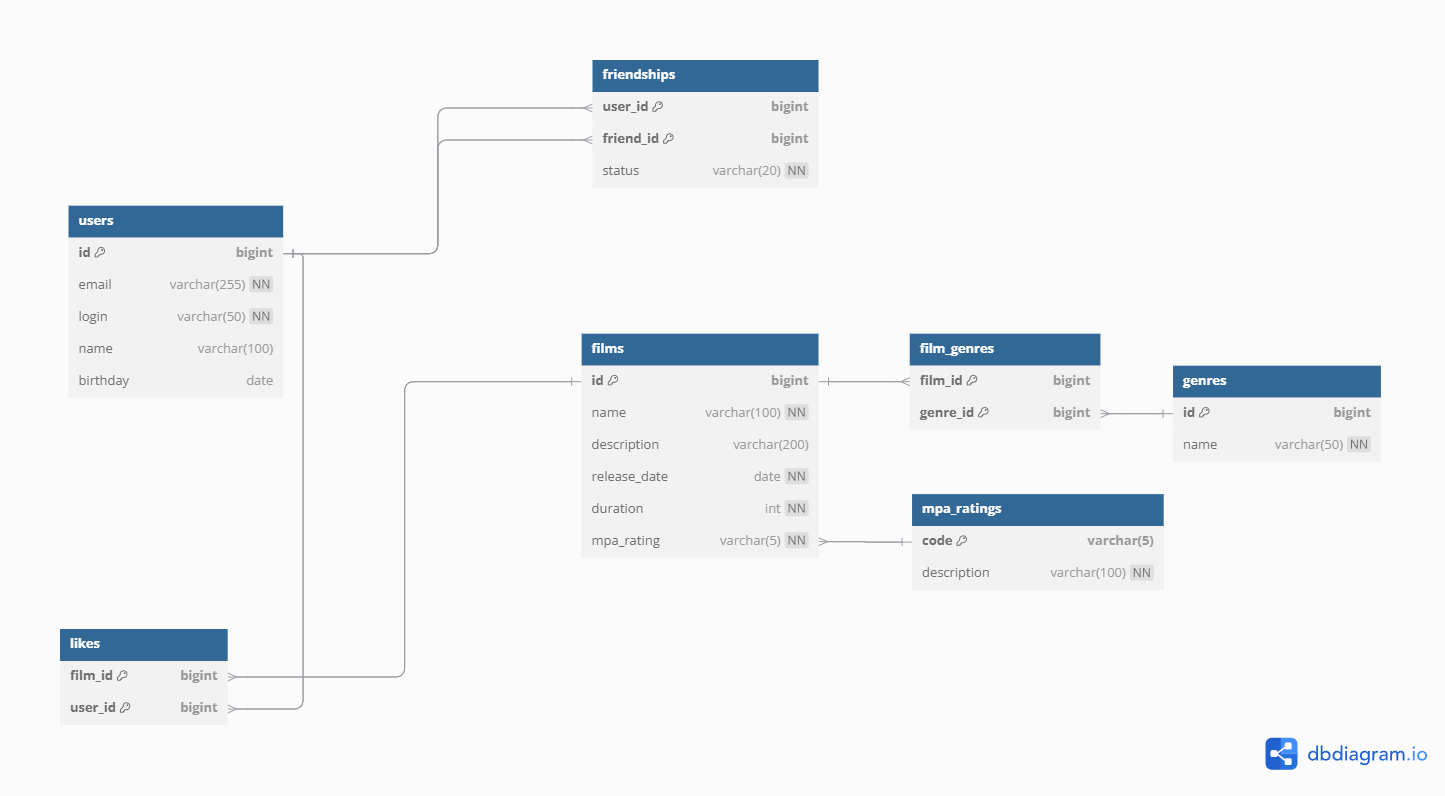 friendships
user_id bigint
friend_id bigint
status varchar(20) NN
users
id bigint
email varchar(255) NN
login varchar(50) NN
name varchar(100)
birthday date
films
id bigint
name varchar(100) NN
description varchar(200)
release_date date NN
duration int NN
mpa_rating varchar(5) NN
film_genres
film_id bigint
genre_id bigint
genres
id bigint
name varchar(50) NN
mpa_ratings
code varchar(5)
description varchar(100) NN
likes
film_id bigint
user_id bigint
dbdiagram.io